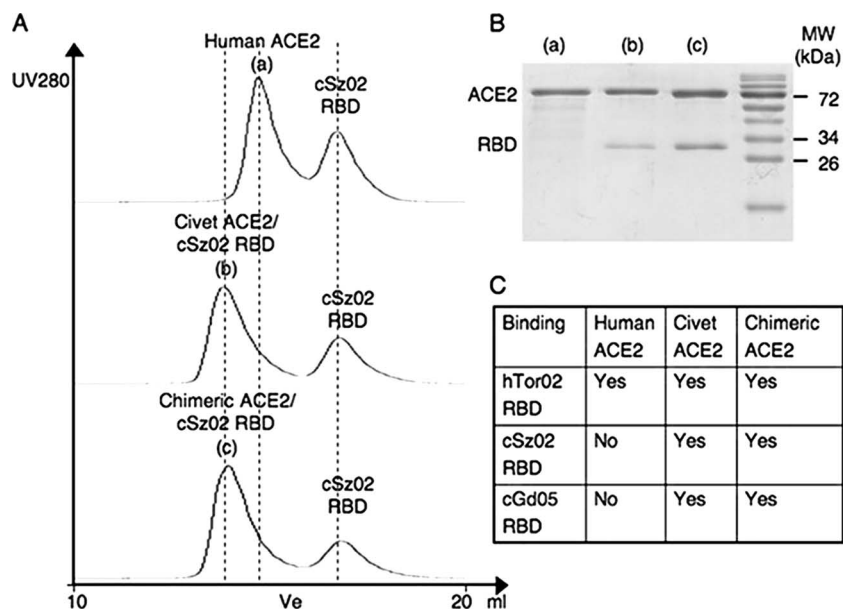 A
UV280
Human ACE2
(a)
cSz02
RBD
Civet ACE2/
cSz02 RBD
(b)
cSz02
RBD
Chimeric ACE2/
cSz02 RBD
(c)
cSz02
RBD
10
Ve
20
ml
B
(a)
(b)
(c)
MW
(kDa)
ACE2
RBD
72
34
26
C
Binding Human ACE2 Civet ACE2 Chimeric ACE2
hTor02 RBD Yes Yes Yes
cSz02 RBD No Yes Yes
cGd05 RBD No Yes Yes